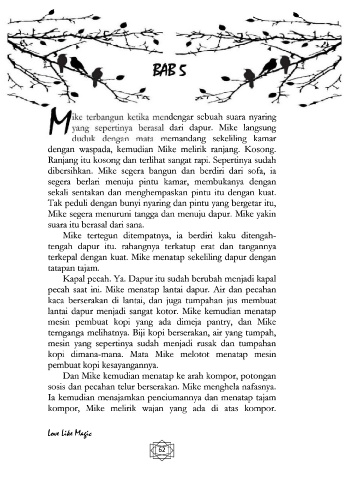 BAB 5
Mike terbangun ketika mendengar sebuah suara nyaring
yang sepertinya berasal dari dapur. Mike langsung
duduk dengan mata memandang sekeliling kamar
dengan waspada, kemudian Mike melirik ranjang. Kosong.
Ranjang itu kosong dan terlihat sangat rapi. Sepertinya sudah
dibersihkan. Mike segera bangun dan berdiri dari sofa, ia
segera berlari menuju pintu kamar, membukanya dengan
sekali sentakan dan menghempaskan pintu itu dengan kuat.
Tak peduli dengan bunyi nyaring dan pintu yang bergetar itu,
Mike segera menuruni tangga dan menuju dapur. Mike yakin
suara itu berasal dari sana.
Mike tertegun ditempatnya, ia berdiri kaku ditengah-
tengah dapur itu. rahangnya terkatup erat dan tangannya
terkepal dengan kuat. Mike menatap sekeliling dapur dengan
tatapan tajam.
Kapal pecah. Ya. Dapur itu sudah berubah menjadi kapal
pecah saat ini. Mike menatap lantai dapur. Air dan pecahan
kaca berserakan di lantai, dan juga tumpahan jus membuat
lantai dapur menjadi sangat kotor. Mike kemudian menatap
mesin pembuat kopi yang ada dimeja pantry, dan Mike
ternganga melihatnya. Biji kopi berserakan, air yang tumpah,
mesin yang sepertinya sudah menjadi rusak dan tumpahan
kopi dimana-mana. Mata Mike melotot menatap mesin
pembuat kopi kesayangannya.
Dan Mike kemudian menatap ke arah kompor, potongan
sosis dan pecahan telur berserakan. Mike menghela nafasnya.
Ia kemudian menajamkan penciumannya dan menatap tajam
kompor, Mike melirik wajan yang ada di atas kompor.
Love Like Magic
52